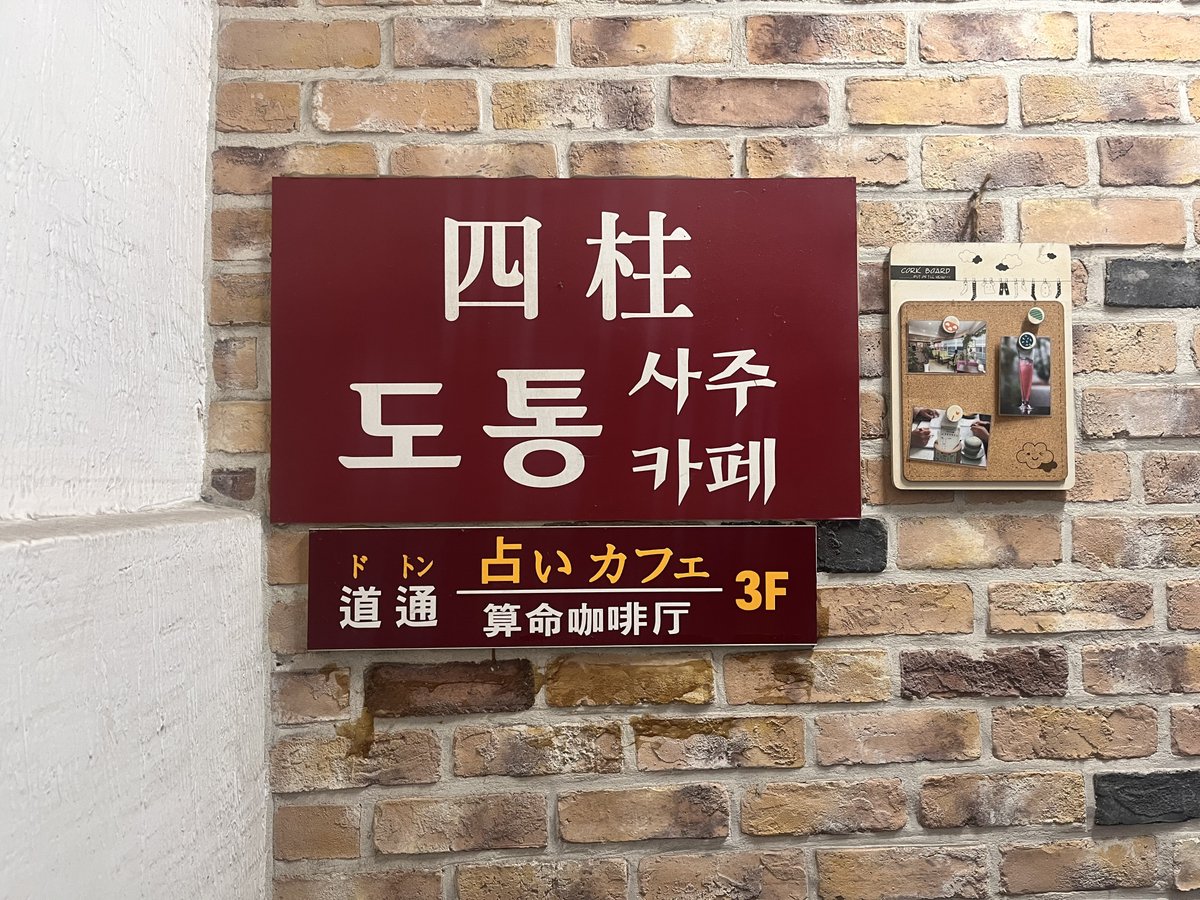 四柱
도통 사주
카페
ド トン
道通
占い カフェ
算命咖啡厅
3F
CORK BOARD